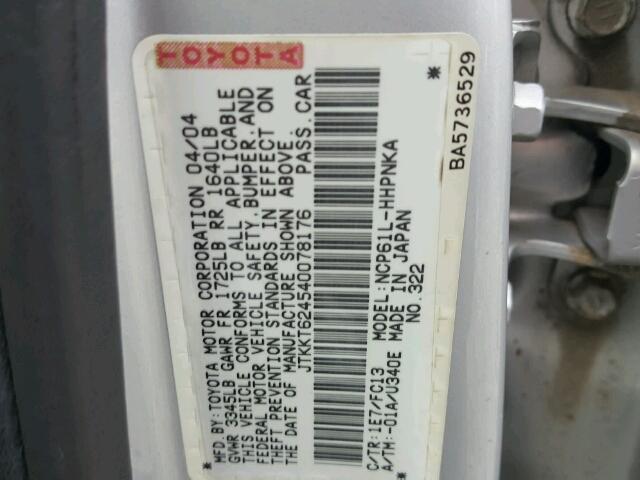 TOYOTA
MFD.BY:TOYOTA MOTOR CORPORATION 04/04
GVWR 3345LB GAWR FR 1725LB RR 1640LB
THIS VEHICLE CONFORMS TO ALL APPLICABLE
FEDERAL MOTOR VEHICLE SAFETY,BUMPER,AND
THEFT PREVENTION STANDARDS IN EFFECT ON
THE DATE OF MANUFACTURE SHOWN ABOVE.
JTKKT624540078176 PASS.CAR
* *
C/TR:1E7/FC13 MODEL:NCP61L-HHPNKA
A/TM:-01A/U340E MADE IN JAPAN
NO.322
BA5736529